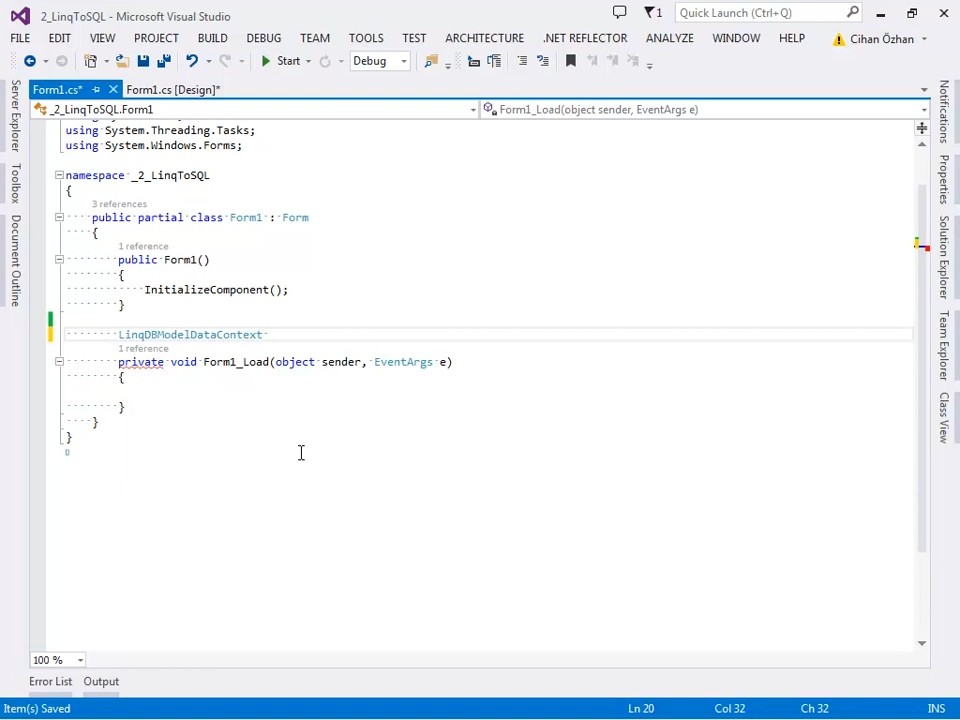 2_LinqToSQL - Microsoft Visual Studio
1
Quick Launch (Ctrl+Q)
FILE EDIT VIEW PROJECT BUILD DEBUG TEAM TOOLS TEST ARCHITECTURE .NET REFLECTOR ANALYZE WINDOW HELP Cihan Özhan
Start Debug
Form1.cs* Form1.cs [Design]*
_2_LinqToSQL.Form1 Form1_Load(object sender, EventArgs e)
using System.Threading.Tasks;
using System.Windows.Forms;
namespace _2_LinqToSQL
{
3 references
public partial class Form1 : Form
{
1 reference
public Form1()
{
InitializeComponent();
}
LinqDBModelDataContext
1 reference
private void Form1_Load(object sender, EventArgs e)
{
}
}
}
100 %
Error List Output
Item(s) Saved Ln 20 Col 32 Ch 32 INS
Server Explorer
Toolbox
Document Outline
Notifications
Properties
Solution Explorer
Team Explorer
Class View